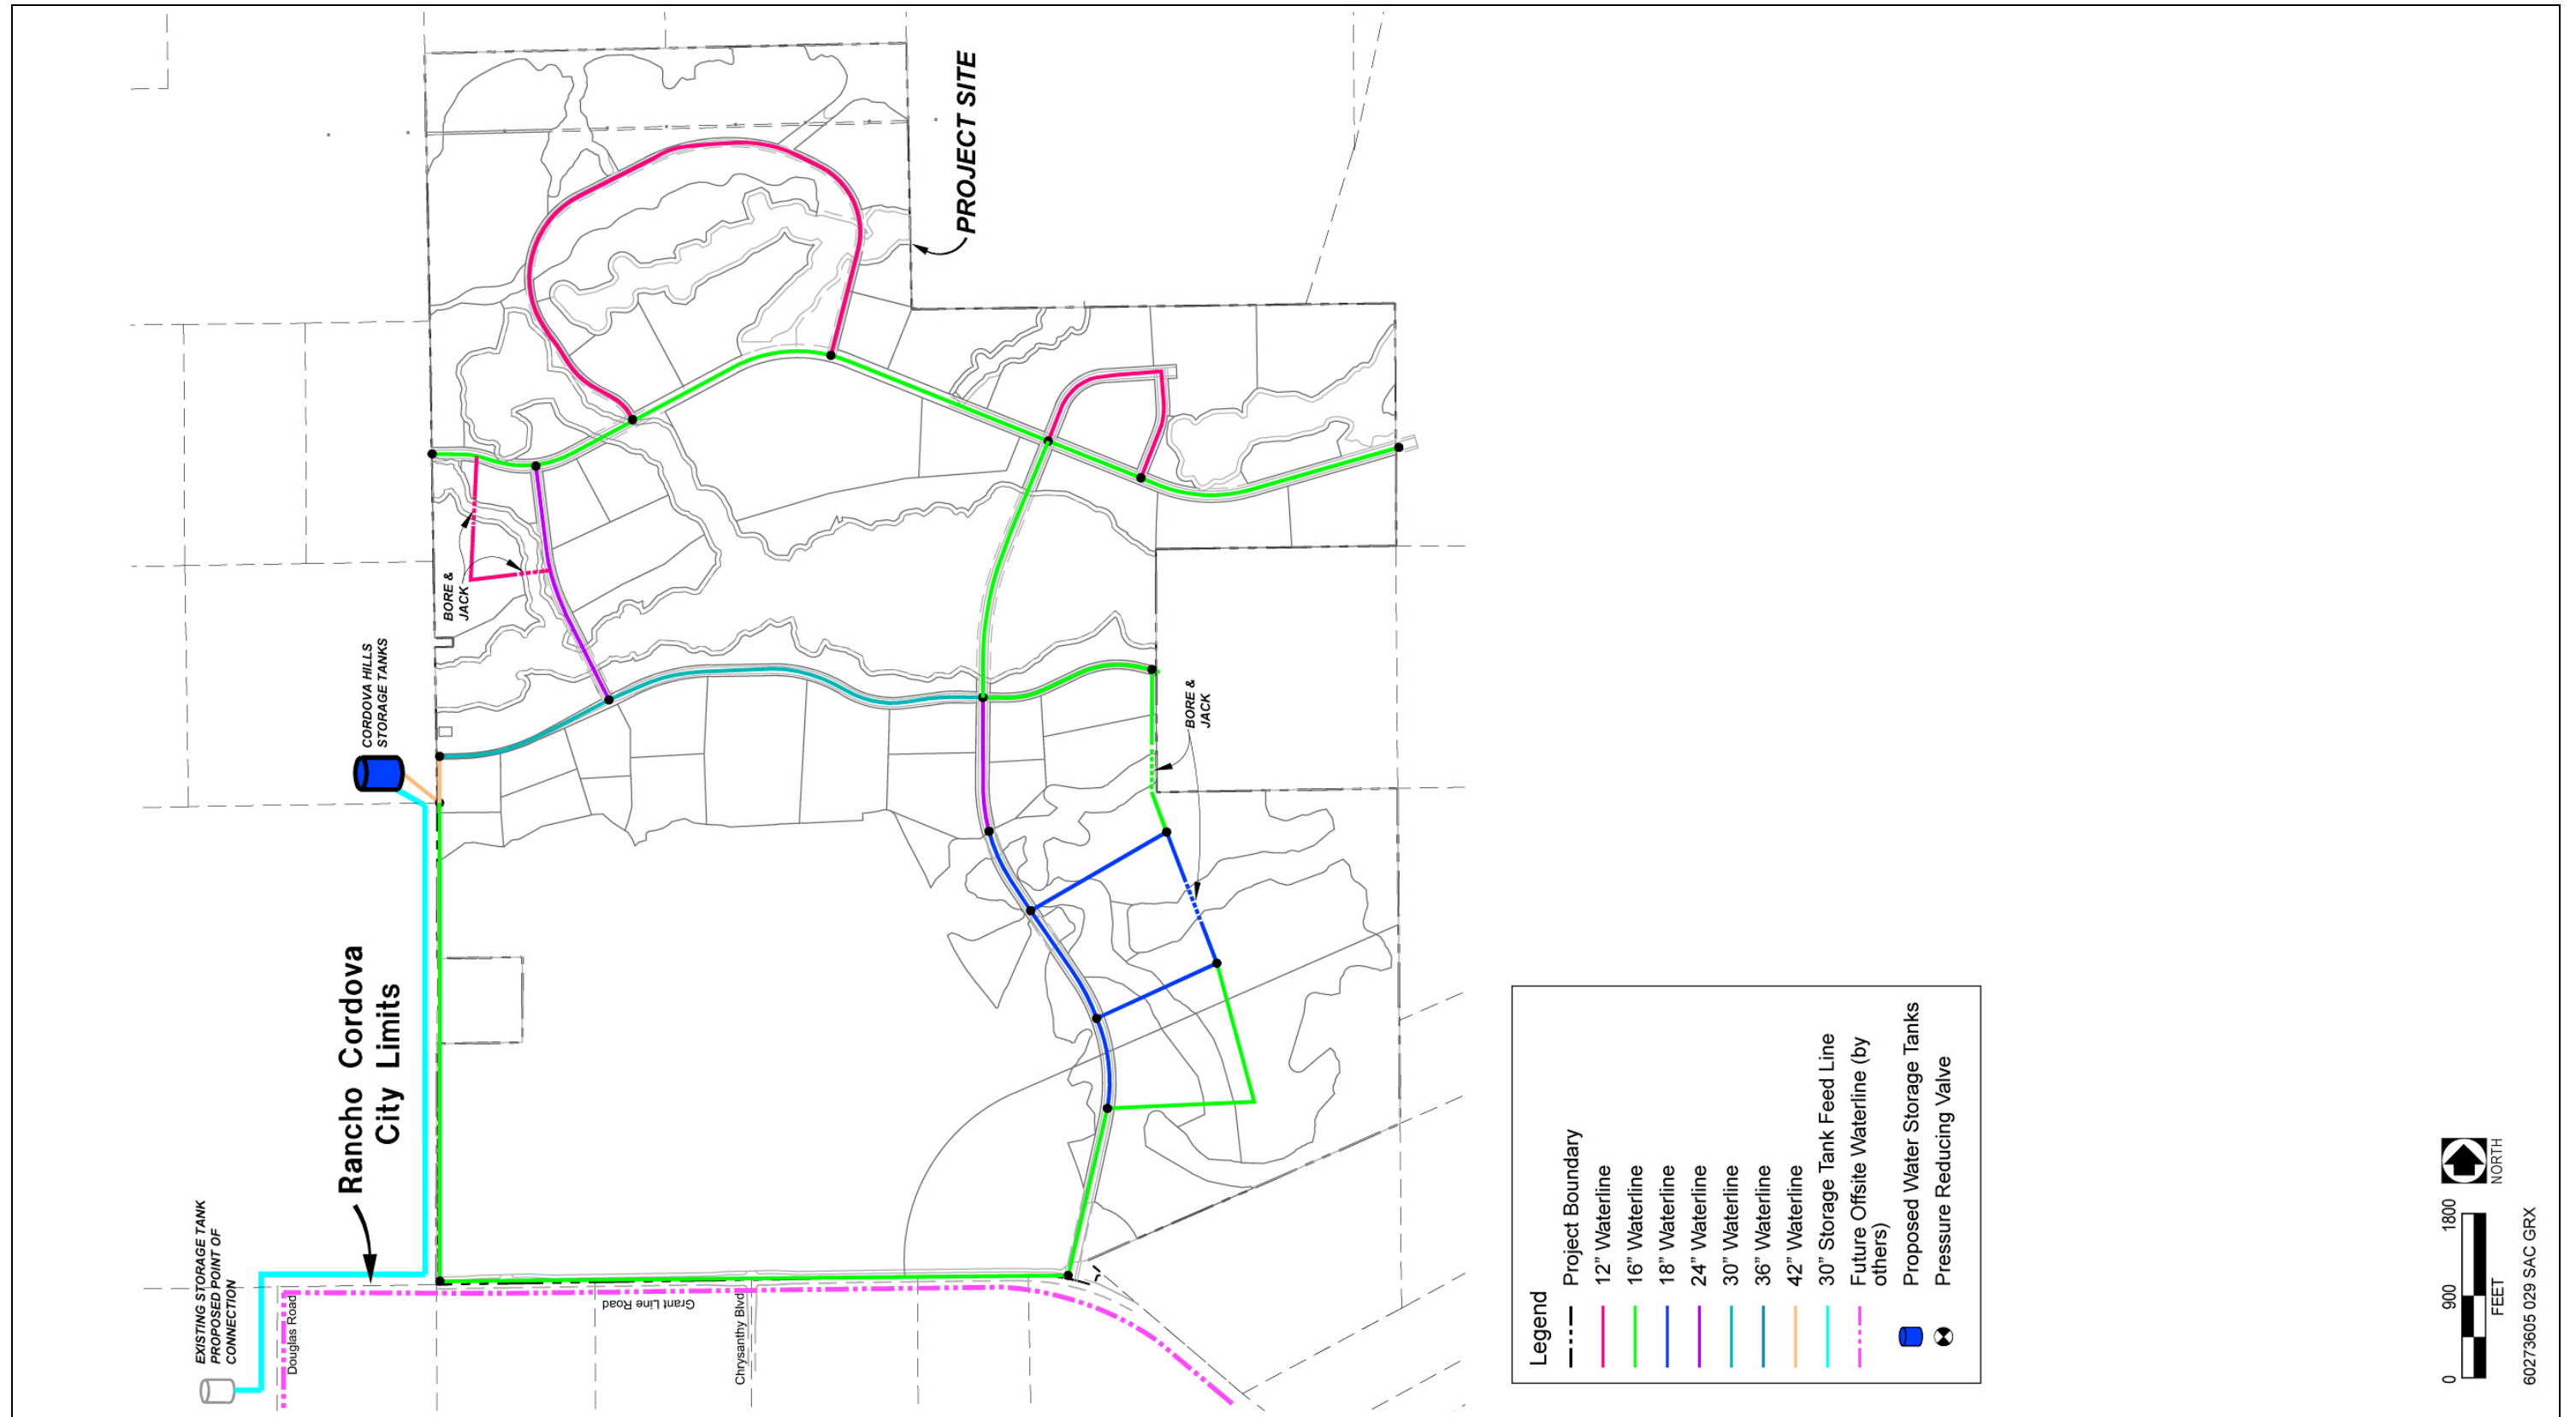 PROJECT SITE
BORE &
JACK
CORDOVA HILLS
STORAGE TANKS
BORE &
JACK
Rancho Cordova
City Limits
EXISTING STORAGE TANK
PROPOSED POINT OF
CONNECTION
Douglas Road
Grant Line Road
Chrysanthy Blvd
Legend
Project Boundary
12” Waterline
16” Waterline
18” Waterline
24” Waterline
30” Waterline
36” Waterline
42” Waterline
30” Storage Tank Feed Line
Future Offsite Waterline (by
others)
Proposed Water Storage Tanks
Pressure Reducing Valve
0 900 1800
FEET
NORTH
60273605 029 SAC GRX